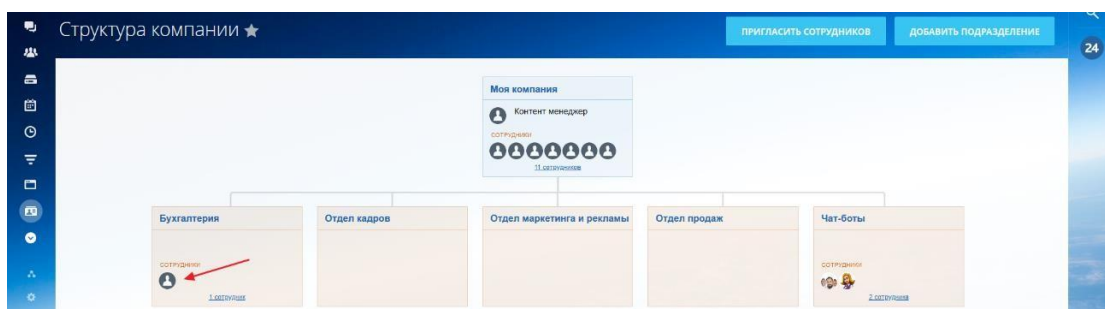 Структура компании
ПРИГЛАСИТЬ СОТРУДНИКОВ
ДОБАВИТЬ ПОДРАЗДЕЛЕНИЕ
24
Моя компания
Контент менеджер
СОТРУДНИКИ
11 сотрудников
Бухгалтерия
СОТРУДНИКИ
1 сотрудник
Отдел кадров
Отдел маркетинга и рекламы
Отдел продаж
Чат-боты
СОТРУДНИКИ
2 сотрудника